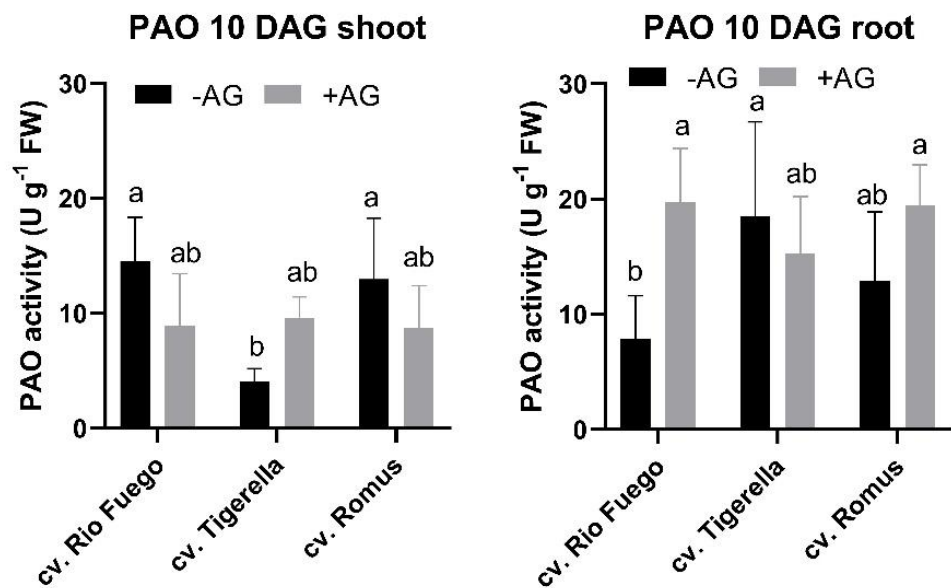 PAO 10 DAG shoot
PAO activity (U g⁻¹ FW)
30
20
10
0
-AG +AG
a
ab
b
ab
a
ab
cv. Rio Fuego
cv. Tigerella
cv. Romus
PAO 10 DAG root
PAO activity (U g⁻¹ FW)
30
20
10
0
-AG +AG
b
a
a
ab
ab
a
cv. Rio Fuego
cv. Tigerella
cv. Romus